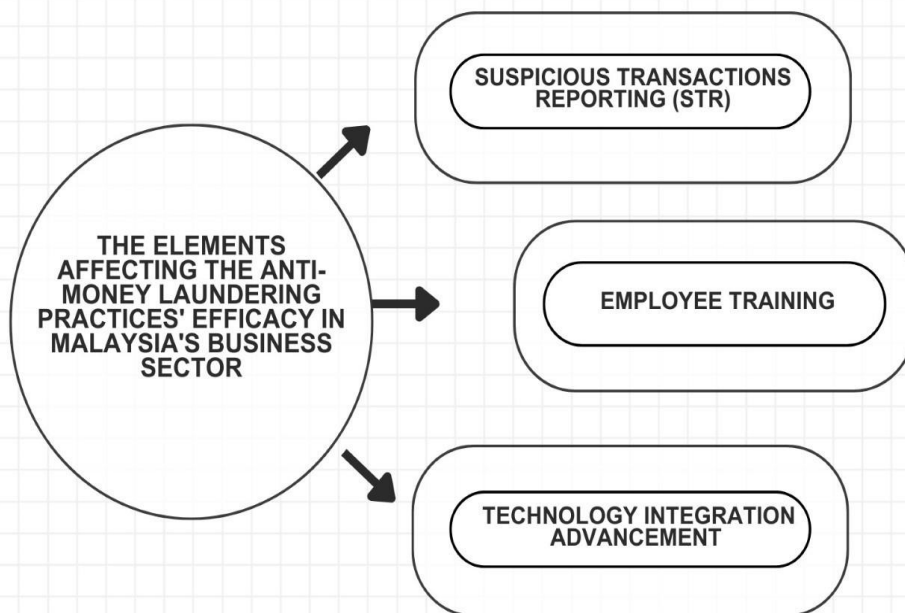 THE ELEMENTS
AFFECTING THE ANTI-
MONEY LAUNDERING
PRACTICES' EFFICACY IN
MALAYSIA'S BUSINESS
SECTOR
SUSPICIOUS TRANSACTIONS
REPORTING (STR)
EMPLOYEE TRAINING
TECHNOLOGY INTEGRATION
ADVANCEMENT